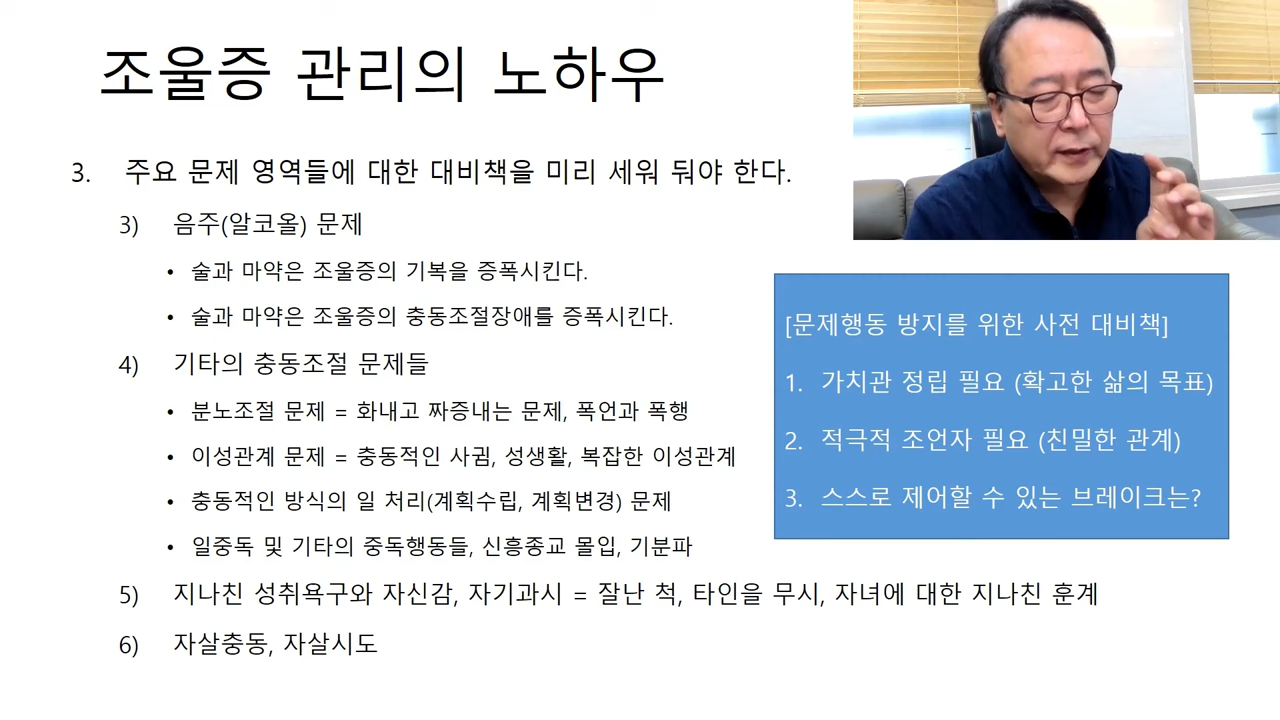 조울증 관리의 노하우
3. 주요 문제 영역들에 대한 대비책을 미리 세워 둬야 한다.
3) 음주(알코올) 문제
• 술과 마약은 조울증의 기복을 증폭시킨다.
• 술과 마약은 조울증의 충동조절장애를 증폭시킨다.
4) 기타의 충동조절 문제들
• 분노조절 문제 = 화내고 짜증내는 문제, 폭언과 폭행
• 이성관계 문제 = 충동적인 사귐, 성생활, 복잡한 이성관계
• 충동적인 방식의 일 처리(계획수립, 계획변경) 문제
• 일중독 및 기타의 중독행동들, 신흥종교 몰입, 기분파
5) 지나친 성취욕구와 자신감, 자기과시 = 잘난 척, 타인을 무시, 자녀에 대한 지나친 훈계
6) 자살충동, 자살시도
[문제행동 방지를 위한 사전 대비책]
1. 가치관 정립 필요 (확고한 삶의 목표)
2. 적극적 조언자 필요 (친밀한 관계)
3. 스스로 제어할 수 있는 브레이크는?